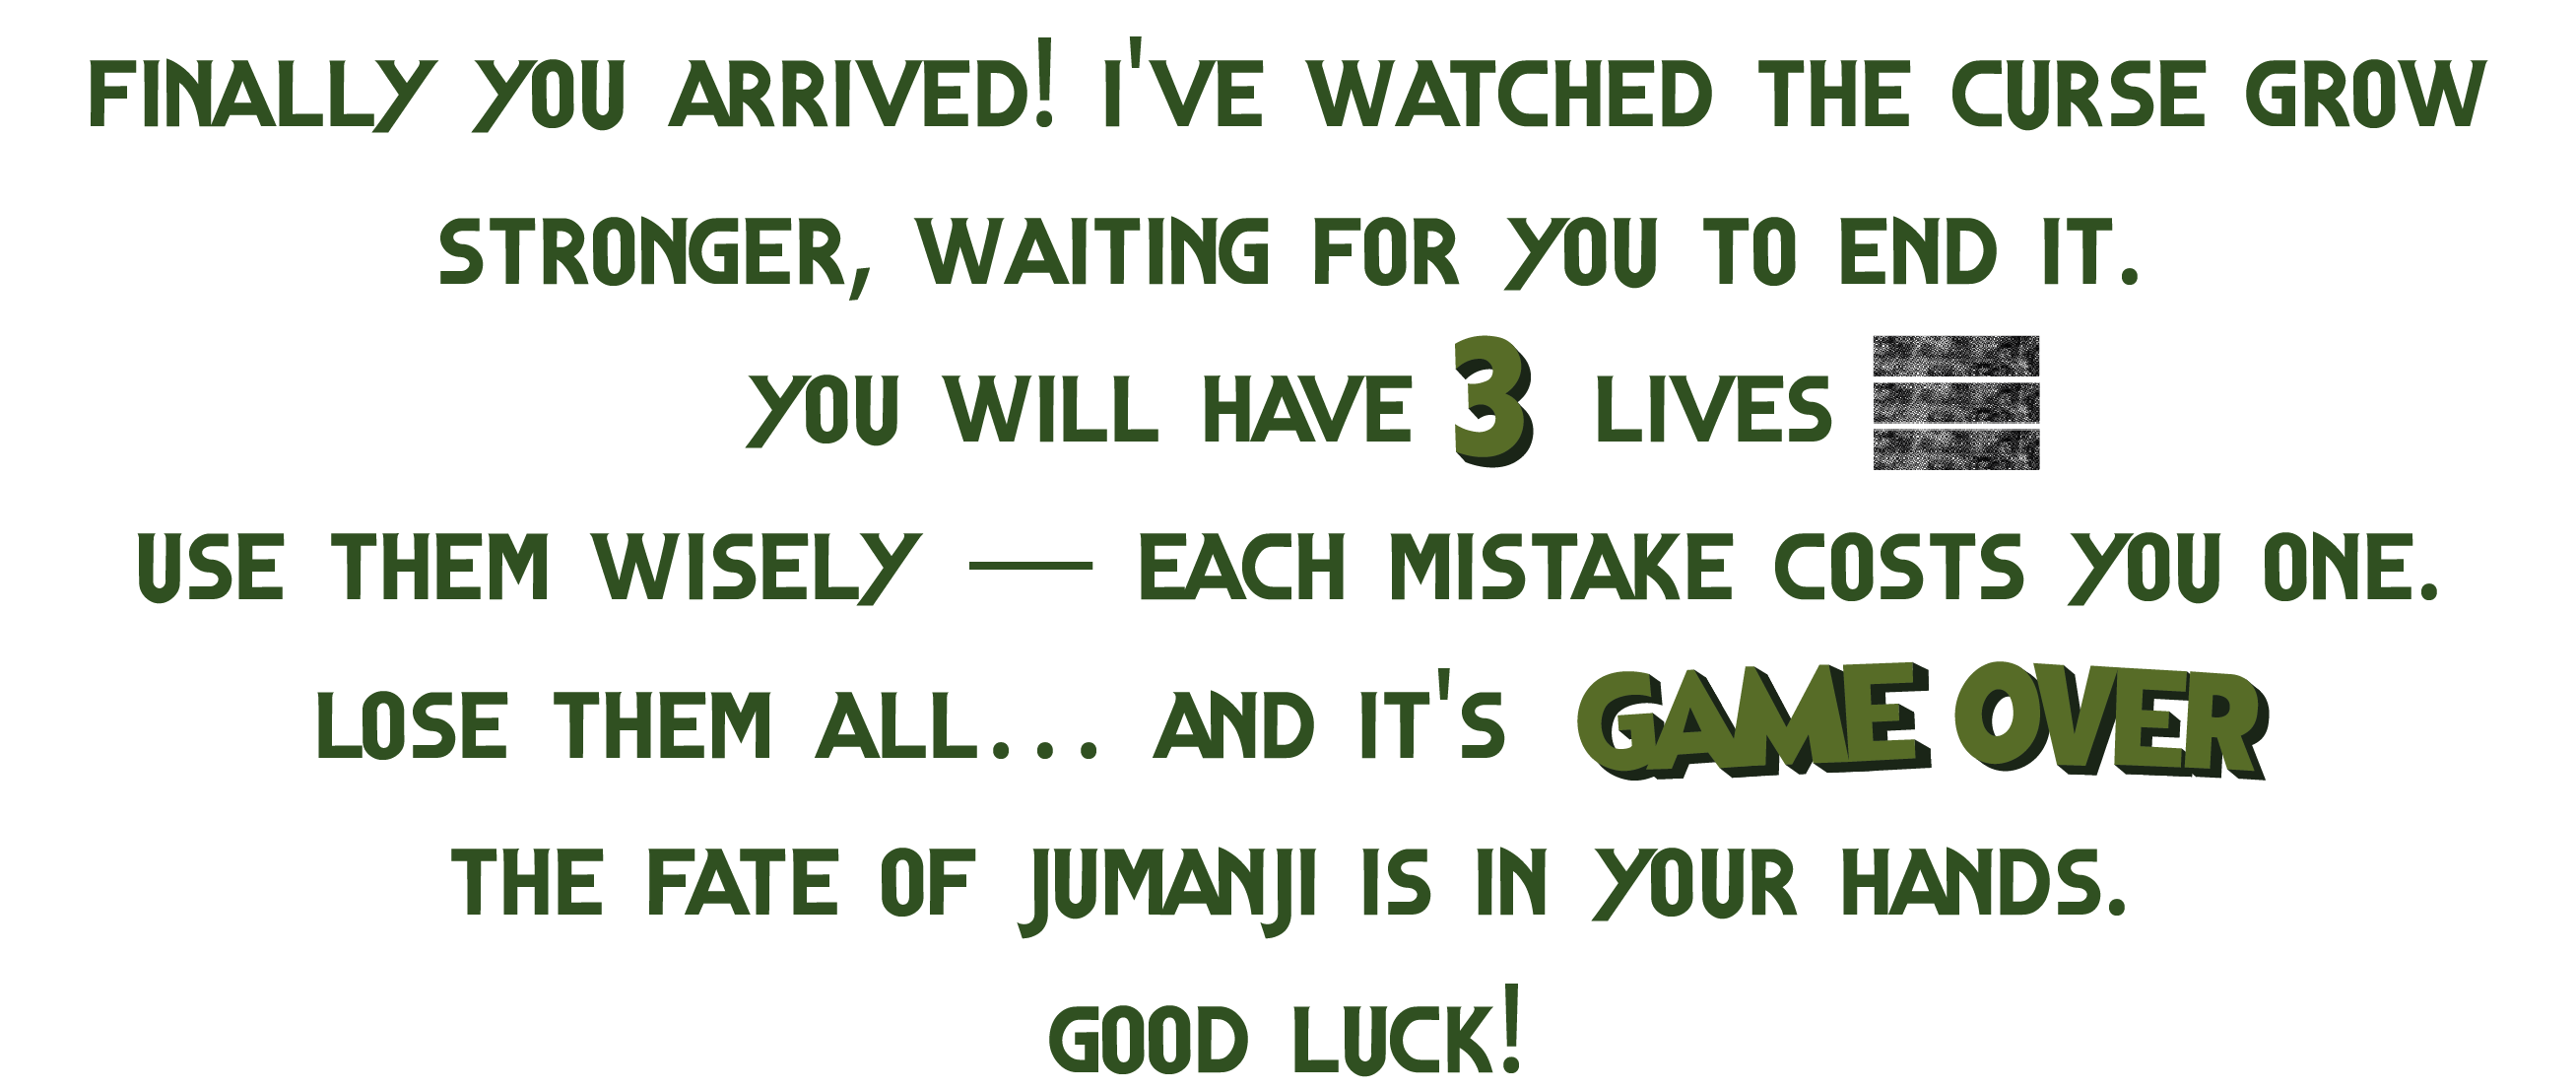 FINALLY YOU ARRIVED! I'VE WATCHED THE CURSE GROW
STRONGER, WAITING FOR YOU TO END IT.
YOU WILL HAVE 3 LIVES
USE THEM WISELY — EACH MISTAKE COSTS YOU ONE.
LOSE THEM ALL... AND IT'S GAME OVER
THE FATE OF JUMANJI IS IN YOUR HANDS.
GOOD LUCK!